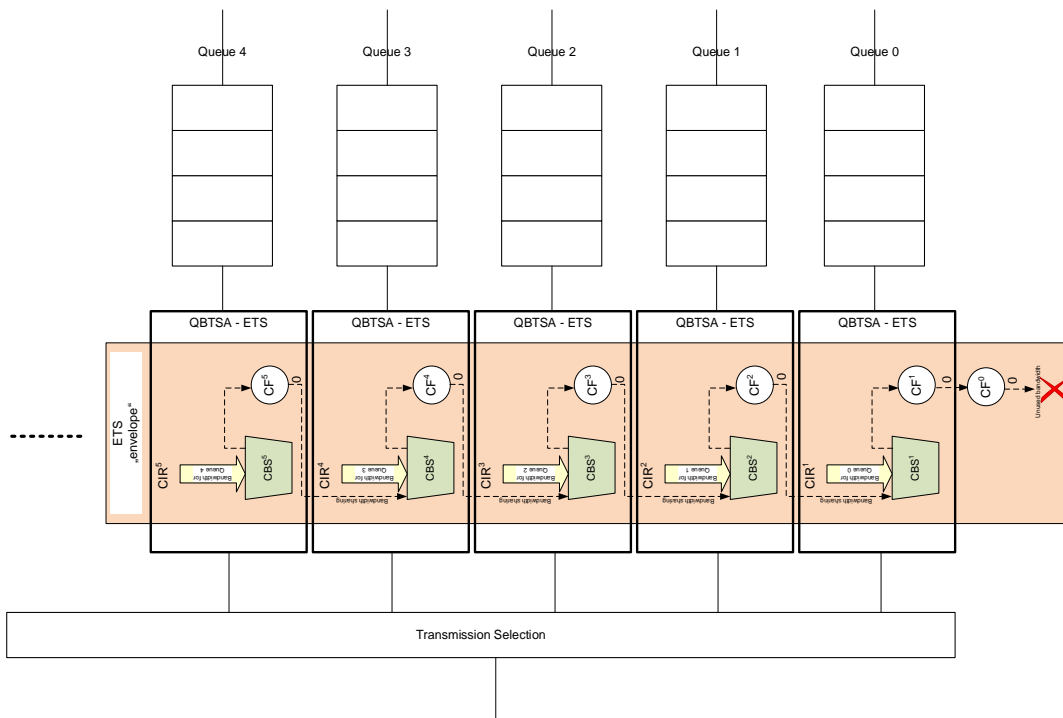 Queue 4
Queue 3
Queue 2
Queue 1
Queue 0
QBTSA - ETS
QBTSA - ETS
QBTSA - ETS
QBTSA - ETS
QBTSA - ETS
ETS
„envelope“
CIR⁵
Bandwidth for
Queue 4
CBS⁵
CF⁵
0
Bandwidth sharing
CIR⁴
Bandwidth for
Queue 3
CBS⁴
CF⁴
0
Bandwidth sharing
CIR³
Bandwidth for
Queue 2
CBS³
CF³
0
Bandwidth sharing
CIR²
Bandwidth for
Queue 1
CBS²
CF²
0
Bandwidth sharing
CIR¹
Bandwidth for
Queue 0
CBS¹
CF¹
0
CF⁰
0
Unused bandwidth
Transmission Selection